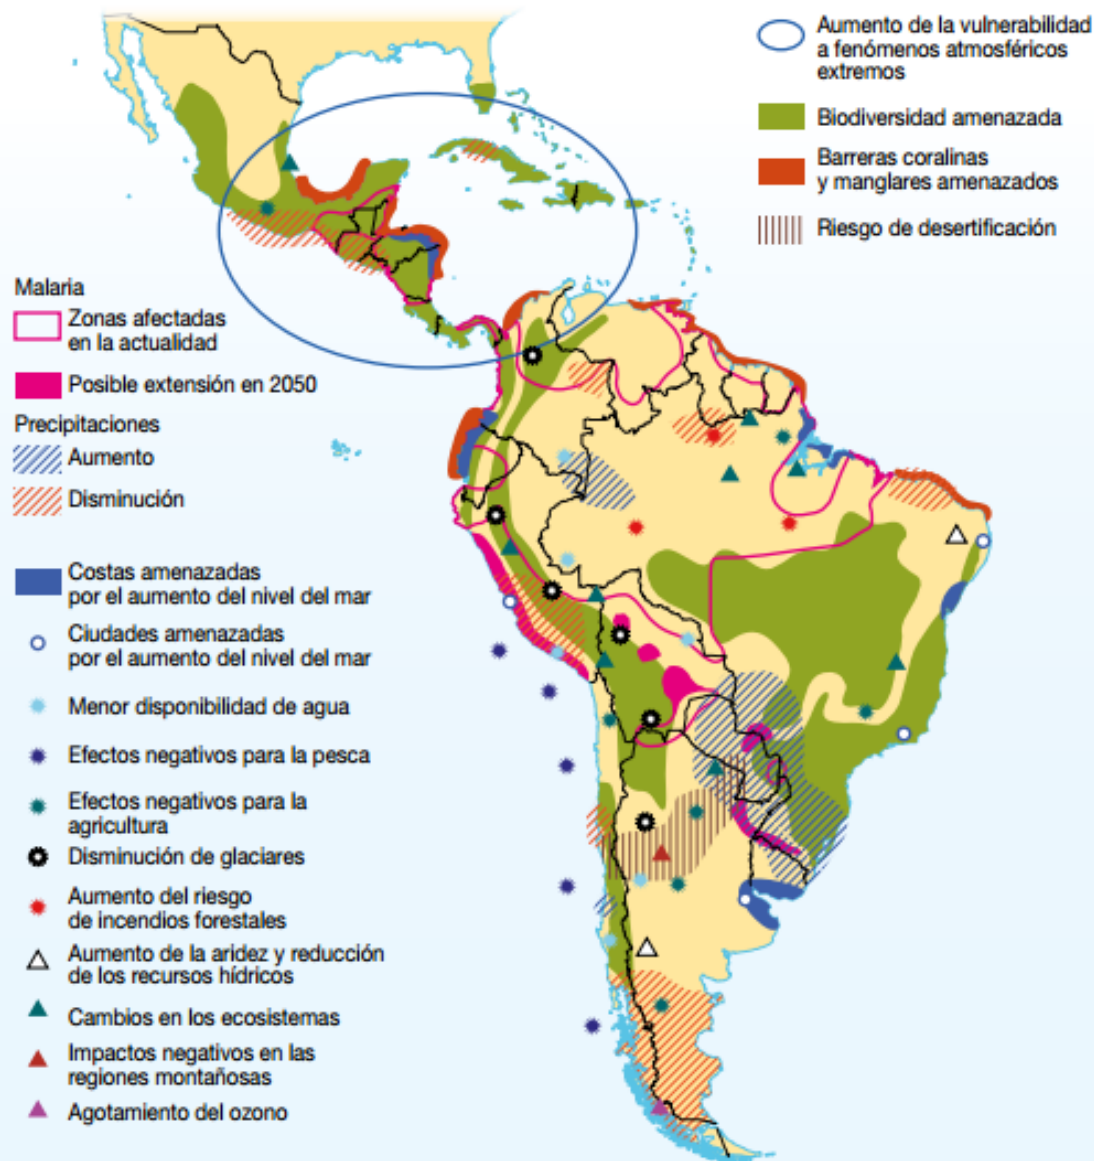 Aumento de la vulnerabilidad
a fenómenos atmosféricos
extremos
Biodiversidad amenazada
Barreras coralinas
y manglares amenazados
Riesgo de desertificación
Malaria
Zonas afectadas
en la actualidad
Posible extensión en 2050
Precipitaciones
Aumento
Disminución
Costas amenazadas
por el aumento del nivel del mar
Ciudades amenazadas
por el aumento del nivel del mar
Menor disponibilidad de agua
Efectos negativos para la pesca
Efectos negativos para la
agricultura
Disminución de glaciares
Aumento del riesgo
de incendios forestales
Aumento de la aridez y reducción
de los recursos hídricos
Cambios en los ecosistemas
Impactos negativos en las
regiones montañosas
Agotamiento del ozono